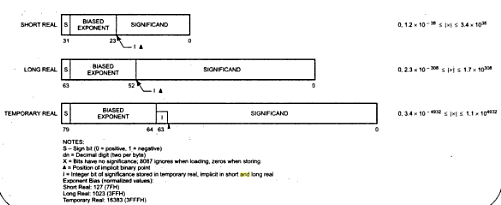 SHORT REAL S BIASED EXPONENT SIGNIFICAND 0, 1.2 × 10⁻³⁸ ≤ |×| ≤ 3.4 × 10³⁸
31 23 I ▲ 0
LONG REAL S BIASED EXPONENT SIGNIFICAND 0, 2.3 × 10⁻³⁰⁸ ≤ |×| ≤ 1.7 × 10³⁰⁸
63 52 I ▲ 0
TEMPORARY REAL S BIASED EXPONENT I SIGNIFICAND 0, 3.4 × 10⁻⁴⁹³² ≤ |×| ≤ 1.1 × 10⁴⁹³²
79 64 63 ▲ 0
NOTES:
S – Sign bit (0 = positive, 1 = negative)
dn = Decimal digit (two per byte)
X = Bits have no significance; 8087 ignores when loading, zeros when storing
▲ = Position of implicit binary point
I = Integer bit of significand stored in temporary real, implicit in short and long real
Exponent Bias (normalized values):
Short Real: 127 (7FH)
Long Real: 1023 (3FFH)
Temporary Real: 16383 (3FFFH)